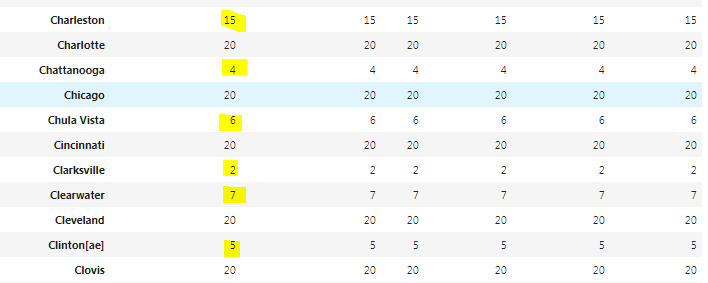 Charleston 15 15 15 15 15 15
Charlotte 20 20 20 20 20 20
Chattanooga 4 4 4 4 4 4
Chicago 20 20 20 20 20 20
Chula Vista 6 6 6 6 6 6
Cincinnati 20 20 20 20 20 20
Clarksville 2 2 2 2 2 2
Clearwater 7 7 7 7 7 7
Cleveland 20 20 20 20 20 20
Clinton[ae] 5 5 5 5 5 5
Clovis 20 20 20 20 20 20